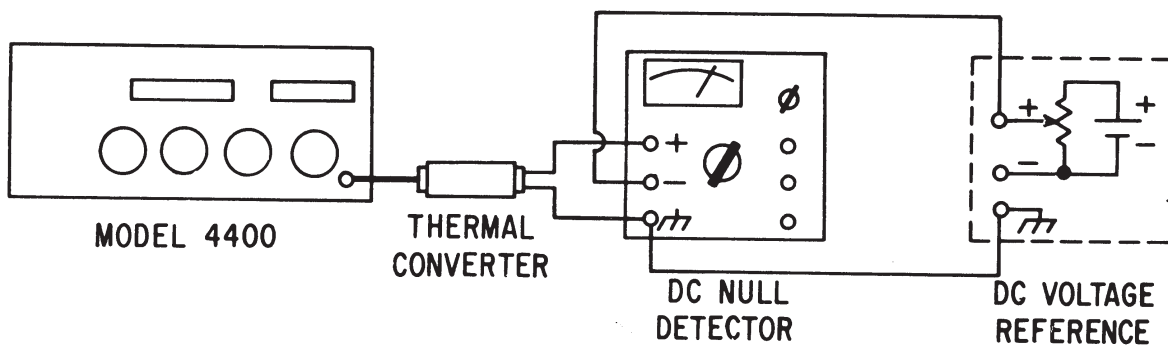 MODEL 4400
THERMAL
CONVERTER
+
−
DC NULL
DETECTOR
+
−
+
−
DC VOLTAGE
REFERENCE